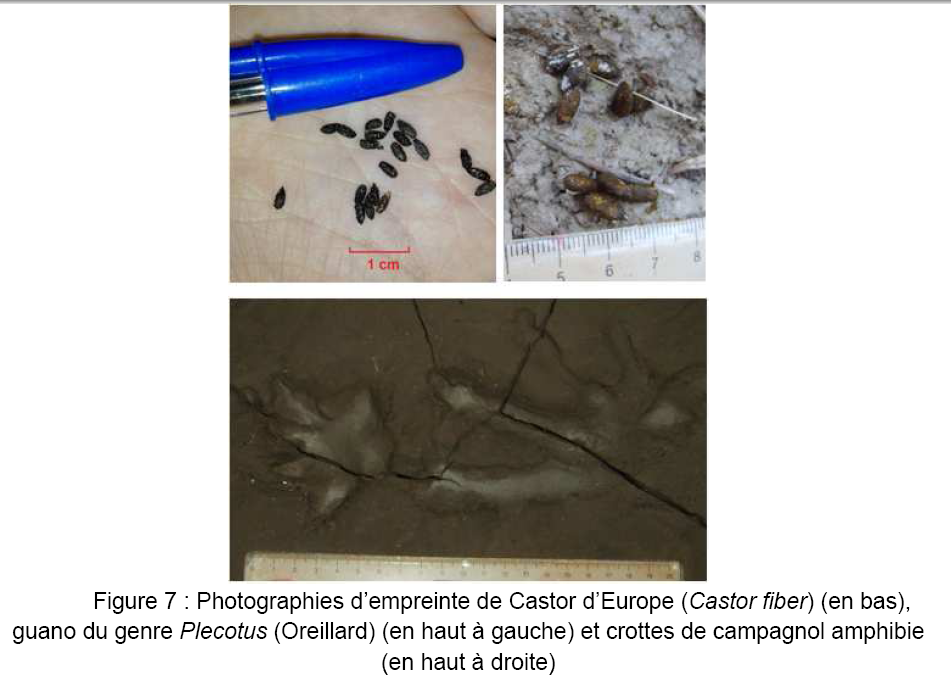 1 cm
5 6 7 8
Figure 7 : Photographies d’empreinte de Castor d’Europe (Castor fiber) (en bas),
guano du genre Plecotus (Oreillard) (en haut à gauche) et crottes de campagnol amphibie
(en haut à droite)